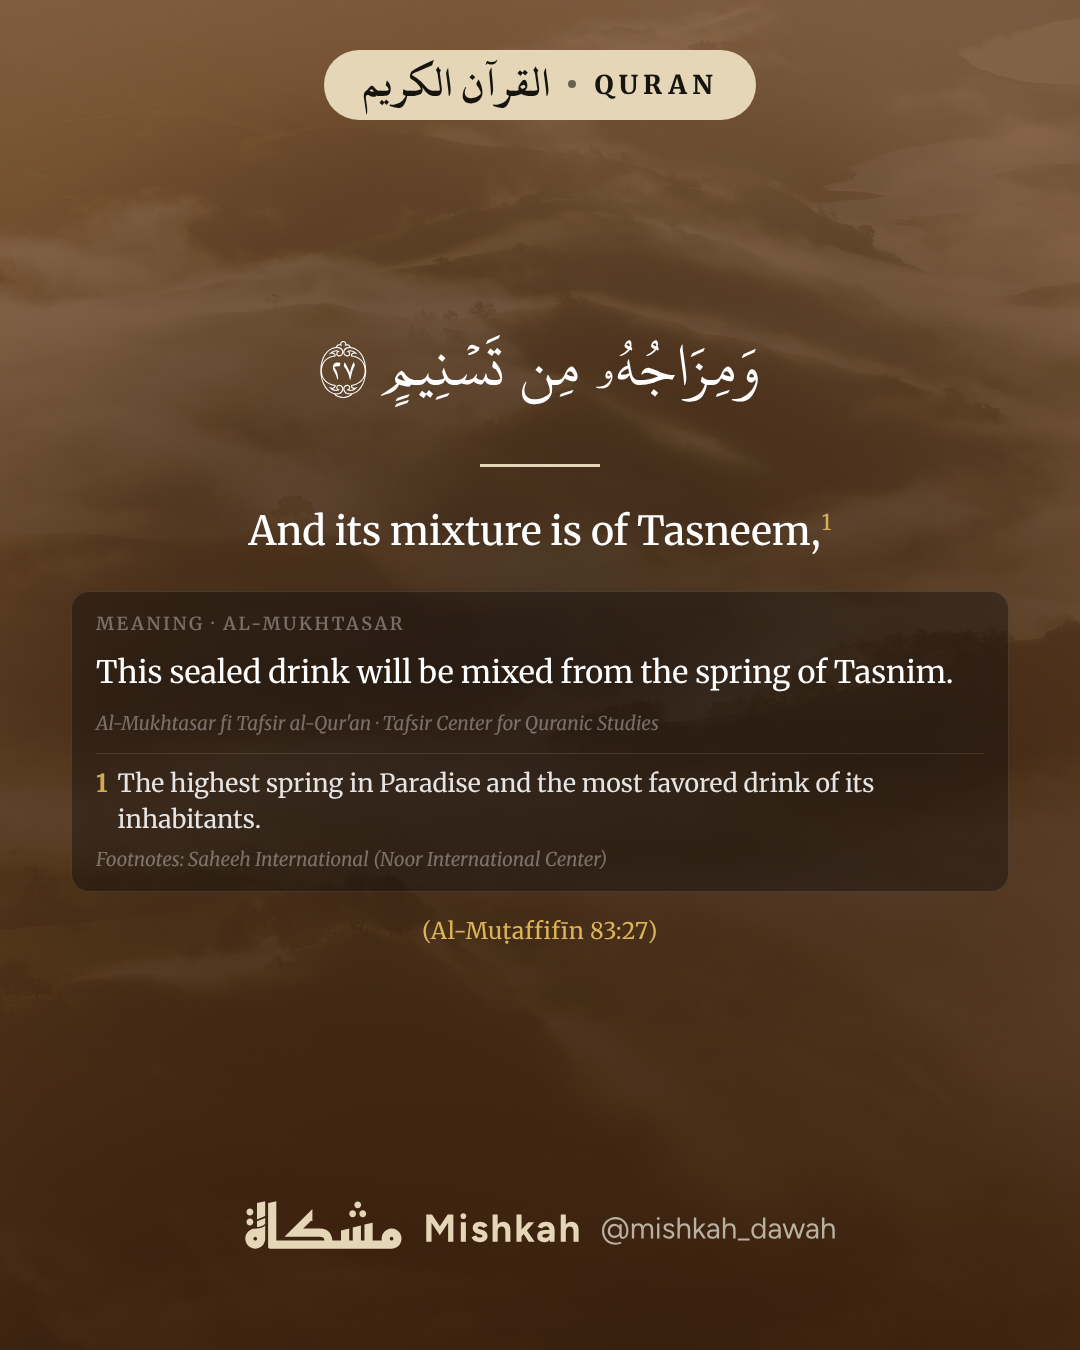 القرآن الكريم • QURAN
وَمِزَاجُهُۥ مِن تَسۡنِيمٍ ٢٧
And its mixture is of Tasneem,1
MEANING · AL-MUKHTASAR
This sealed drink will be mixed from the spring of Tasnim.
Al-Mukhtasar fi Tafsir al-Qur'an · Tafsir Center for Quranic Studies
1 The highest spring in Paradise and the most favored drink of its
inhabitants.
Footnotes: Saheeh International (Noor International Center)
(Al-Muṭaffifīn 83:27)
مشكاة Mishkah @mishkah_dawah